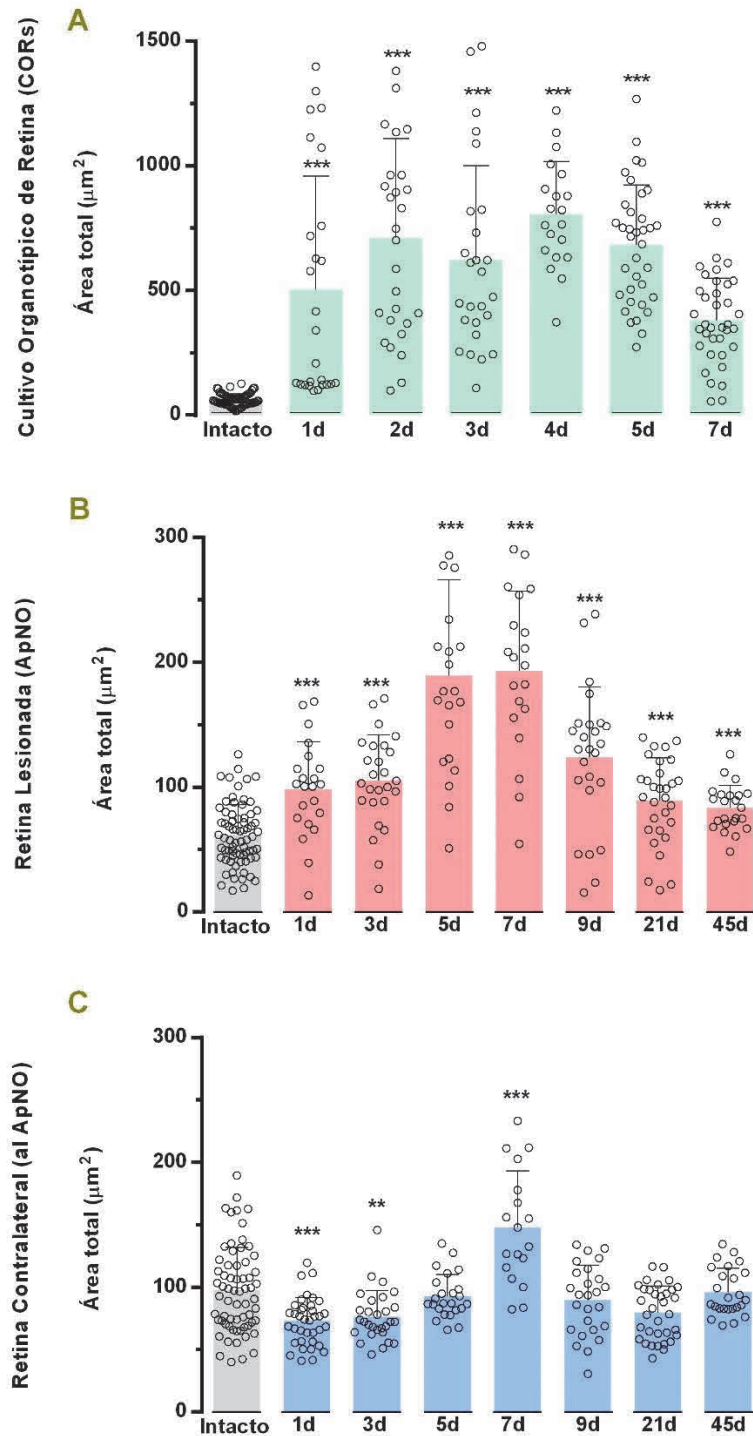 A
Cultivo Organotípico de Retina (CORs)
Área total (µm²)
1500
1000
500
0
***
***
***
***
***
***
Intacto 1d 2d 3d 4d 5d 7d
B
Retina Lesionada (ApNO)
Área total (µm²)
300
200
100
0
***
***
***
***
***
***
***
Intacto 1d 3d 5d 7d 9d 21d 45d
C
Retina Contralateral (al ApNO)
Área total (µm²)
300
200
100
0
***
**
***
Intacto 1d 3d 5d 7d 9d 21d 45d